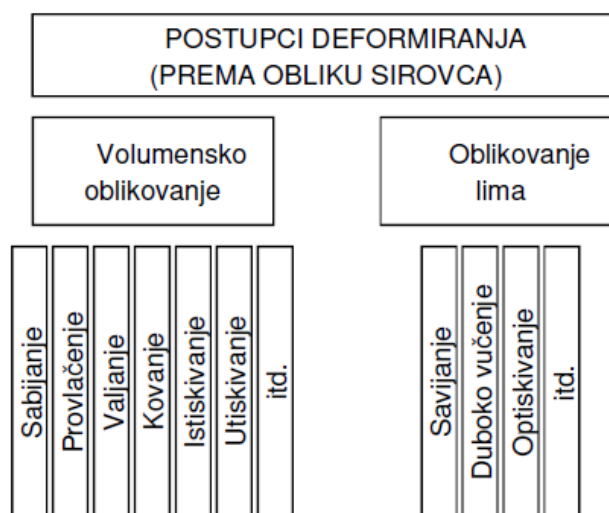 POSTUPCI DEFORMIRANJA
(PREMA OBLIKU SIROVCA)
Volumensko
oblikovanje
Oblikovanje
lima
Sabijanje
Provlačenje
Valjanje
Kovanje
Istiskivanje
Utiskivanje
itd.
Savijanje
Duboko vučenje
Optiskivanje
itd.